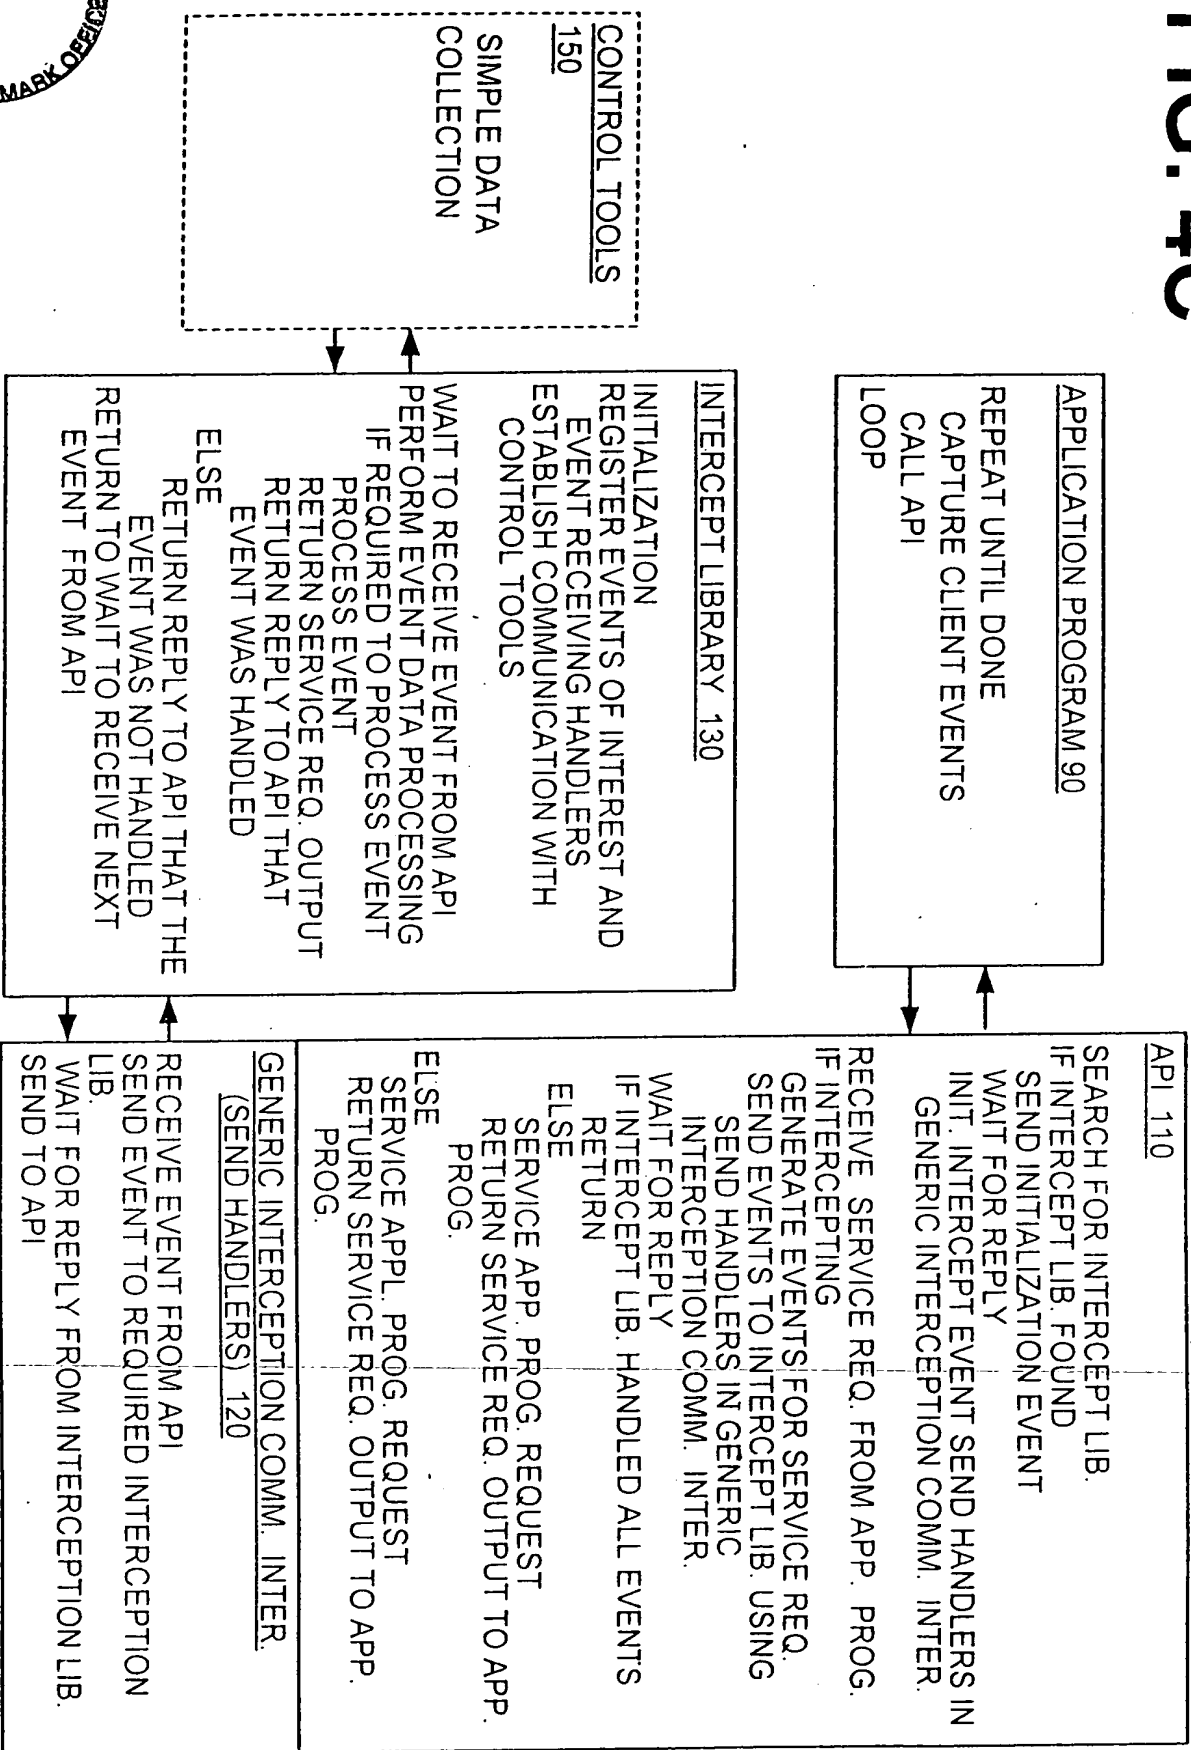 FIG. 4C
MARK OFFICE
APPLICATION PROGRAM 90
REPEAT UNTIL DONE
CAPTURE CLIENT EVENTS
CALL API
LOOP
API 110
SEARCH FOR INTERCEPT LIB.
IF INTERCEPT LIB. FOUND
SEND INITIALIZATION EVENT
WAIT FOR REPLY
INIT. INTERCEPT EVENT SEND HANDLERS IN
GENERIC INTERCEPTION COMM. INTER.
RECEIVE SERVICE REQ. FROM APP. PROG.
IF INTERCEPTING
GENERATE EVENTS FOR SERVICE REQ.
SEND EVENTS TO INTERCEPT LIB. USING
SEND HANDLERS IN GENERIC
INTERCEPTION COMM. INTER.
WAIT FOR REPLY
IF INTERCEPT LIB. HANDLED ALL EVENTS
RETURN
ELSE
SERVICE APP. PROG. REQUEST
RETURN SERVICE REQ. OUTPUT TO APP.
PROG.
ELSE
SERVICE APPL. PROG. REQUEST
RETURN SERVICE REQ. OUTPUT TO APP.
PROG.
CONTROL TOOLS
150
SIMPLE DATA
COLLECTION
INTERCEPT LIBRARY 130
INITIALIZATION
REGISTER EVENTS OF INTEREST AND
EVENT RECEIVING HANDLERS
ESTABLISH COMMUNICATION WITH
CONTROL TOOLS
WAIT TO RECEIVE EVENT FROM API
PERFORM EVENT DATA PROCESSING
IF REQUIRED TO PROCESS EVENT
PROCESS EVENT
RETURN SERVICE REQ. OUTPUT
RETURN REPLY TO API THAT
EVENT WAS HANDLED
ELSE
RETURN REPLY TO API THAT THE
EVENT WAS NOT HANDLED
RETURN TO WAIT TO RECEIVE NEXT
EVENT FROM API
GENERIC INTERCEPTION COMM. INTER.
(SEND HANDLERS) 120
RECEIVE EVENT FROM API
SEND EVENT TO REQUIRED INTERCEPTION
LIB.
WAIT FOR REPLY FROM INTERCEPTION LIB.
SEND TO API